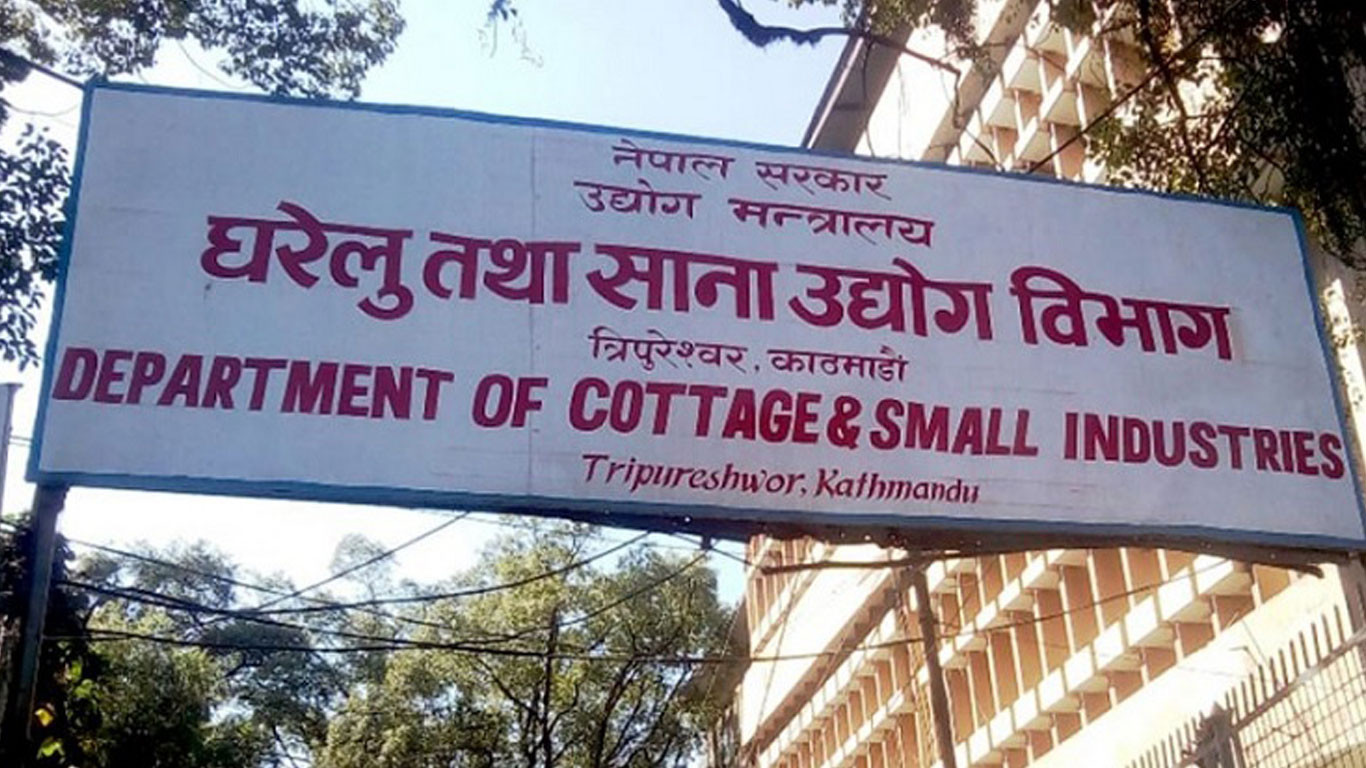 नेपाल सरकार
उद्योग मन्त्रालय
घरेलु तथा साना उद्योग विभाग
त्रिपुरेश्वर, काठमाडौं
DEPARTMENT OF COTTAGE & SMALL INDUSTRIES
Tripureshwor, Kathmandu